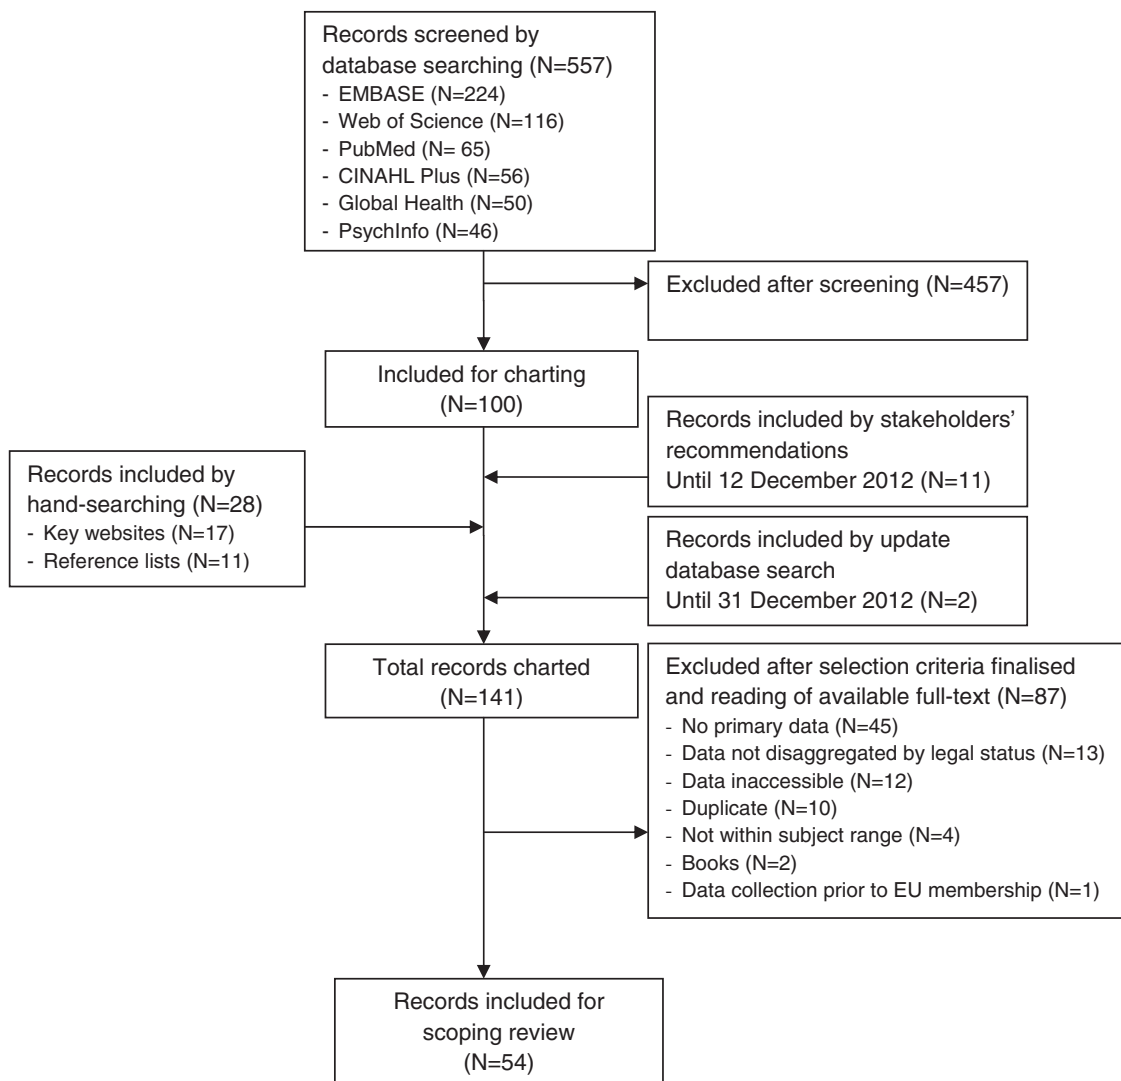 Records screened by
database searching (N=557)
- EMBASE (N=224)
- Web of Science (N=116)
- PubMed (N= 65)
- CINAHL Plus (N=56)
- Global Health (N=50)
- PsychInfo (N=46)
Excluded after screening (N=457)
Included for charting
(N=100)
Records included by stakeholders'
recommendations
Until 12 December 2012 (N=11)
Records included by
hand-searching (N=28)
- Key websites (N=17)
- Reference lists (N=11)
Records included by update
database search
Until 31 December 2012 (N=2)
Total records charted
(N=141)
Excluded after selection criteria finalised
and reading of available full-text (N=87)
- No primary data (N=45)
- Data not disaggregated by legal status (N=13)
- Data inaccessible (N=12)
- Duplicate (N=10)
- Not within subject range (N=4)
- Books (N=2)
- Data collection prior to EU membership (N=1)
Records included for
scoping review
(N=54)